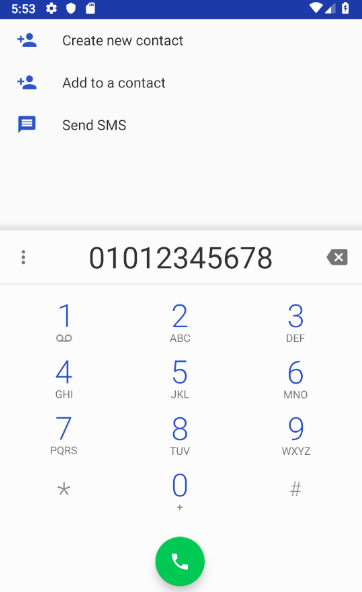 5:53
Create new contact
Add to a contact
Send SMS
01012345678
1 2 3
ABC DEF
4 5 6
GHI JKL MNO
7 8 9
PQRS TUV WXYZ
* 0 #
+